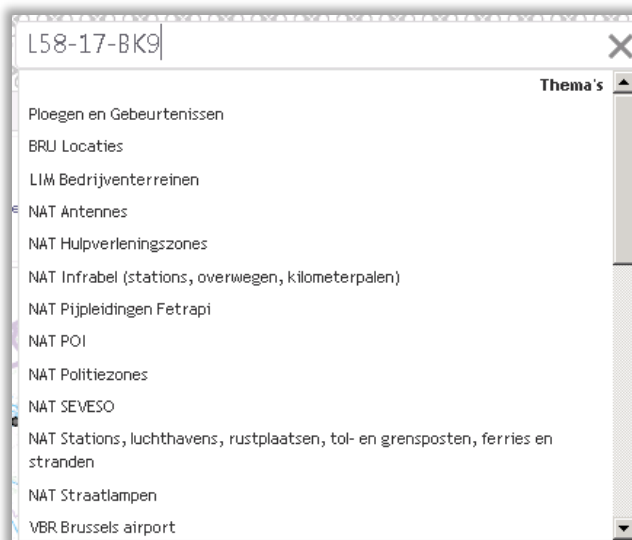 L58-17-BK9
Thema's
Ploegen en Gebeurtenissen
BRU Locaties
LIM Bedrijventerreinen
NAT Antennes
NAT Hulpverleningszones
NAT Infrabel (stations, overwegen, kilometerpalen)
NAT Pijpleidingen Fetrapi
NAT POI
NAT Politiezones
NAT SEVESO
NAT Stations, luchthavens, rustplaatsen, tol- en grensposten, ferries en
stranden
NAT Straatlampen
VBR Brussels airport